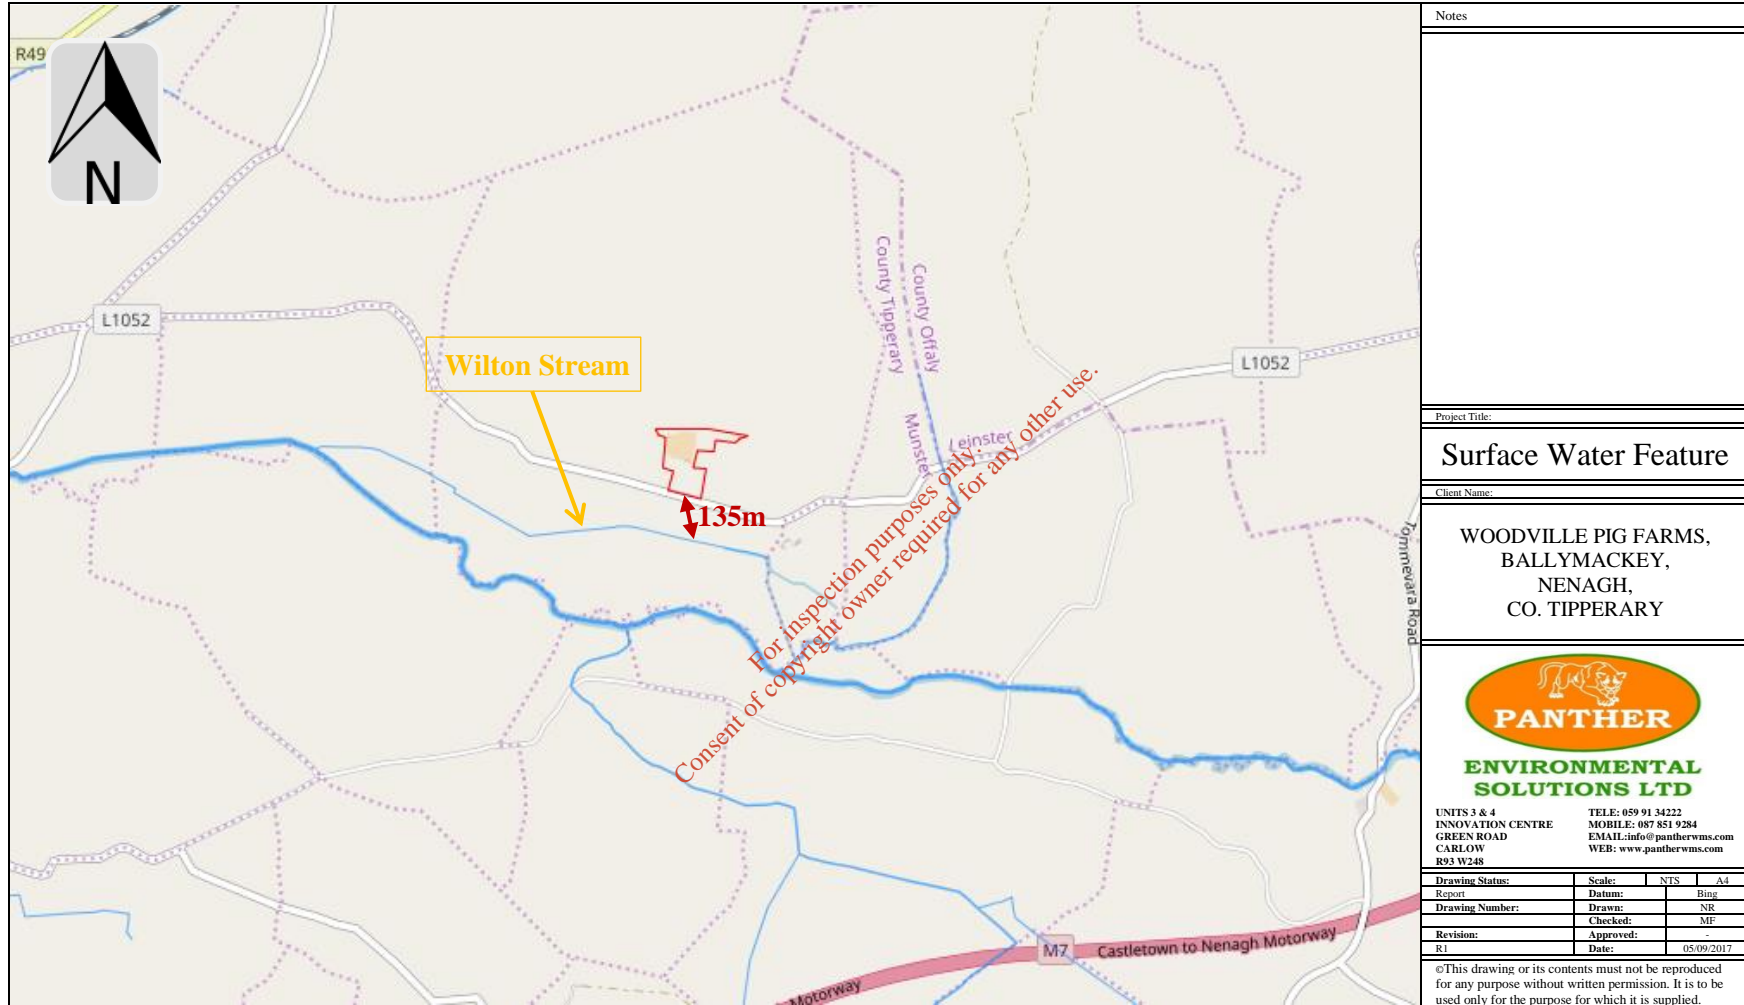 R49
N
L1052
Wilton Stream
135m
County Tipperary
County Offaly
Munster
Leinster
L1052
Tommevara Road
M7
Castletown to Nenagh Motorway
Motorway
For inspection purposes only.
Consent of copyright owner required for any other use.
Notes
Project Title:
Surface Water Feature
Client Name:
WOODVILLE PIG FARMS,
BALLYMACKEY,
NENAGH,
CO. TIPPERARY
PANTHER
ENVIRONMENTAL
SOLUTIONS LTD
UNITS 3 & 4 TELE: 059 91 34222
INNOVATION CENTRE MOBILE: 087 851 9284
GREEN ROAD EMAIL:info@pantherwms.com
CARLOW WEB: www.pantherwms.com
R93 W248
Drawing Status: Scale: NTS A4
Report Datum: Bing
Drawing Number: Drawn: NR
Checked: MF
Revision: Approved: -
R1 Date: 05/09/2017
©This drawing or its contents must not be reproduced
for any purpose without written permission. It is to be
used only for the purpose for which it is supplied.